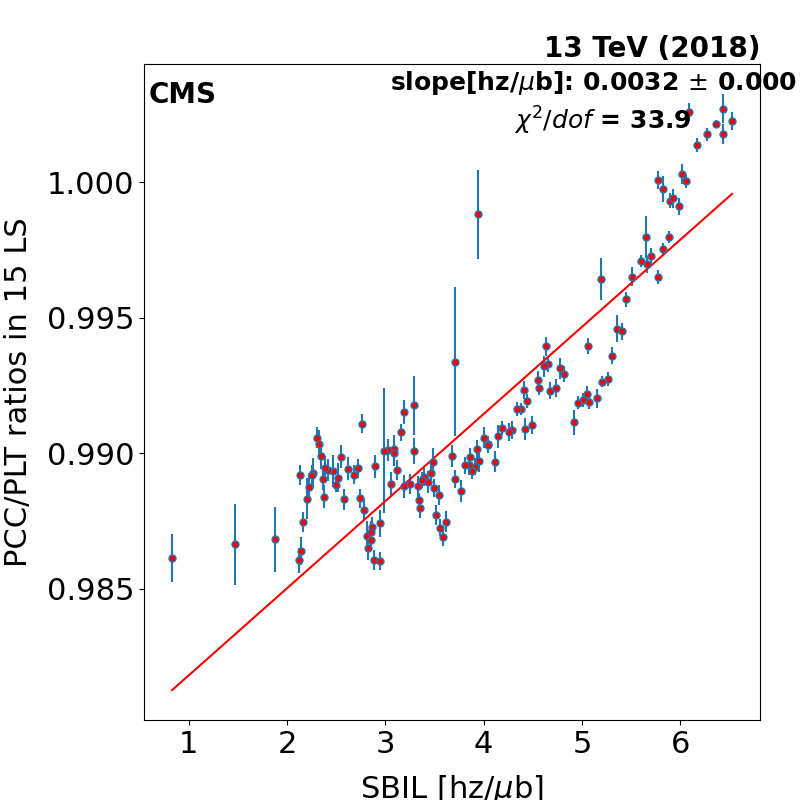 13 TeV (2018)
CMS
slope[hz/μb]: 0.0032 ± 0.000
χ²/dof = 33.9
1.000
0.995
0.990
0.985
PCC/PLT ratios in 15 LS
1 2 3 4 5 6
SBIL [hz/μb]